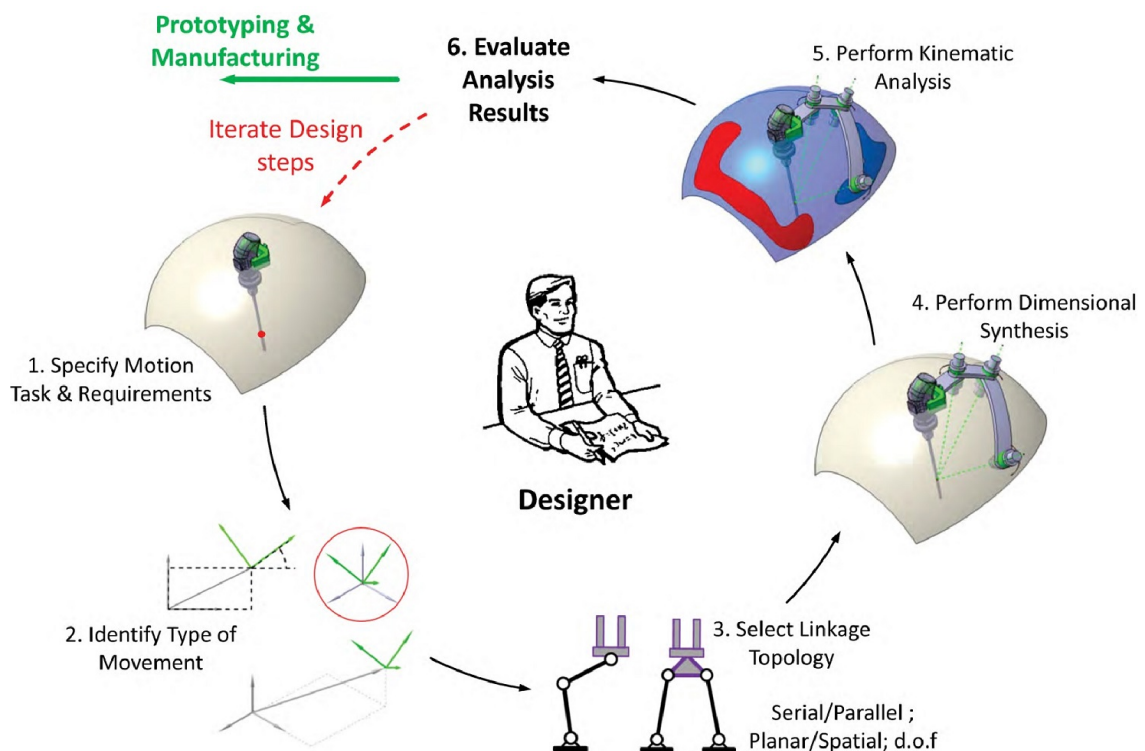 Prototyping &
Manufacturing
6. Evaluate
Analysis
Results
5. Perform Kinematic
Analysis
Iterate Design
steps
4. Perform Dimensional
Synthesis
1. Specify Motion
Task & Requirements
Designer
2. Identify Type of
Movement
3. Select Linkage
Topology
Serial/Parallel ;
Planar/Spatial; d.o.f